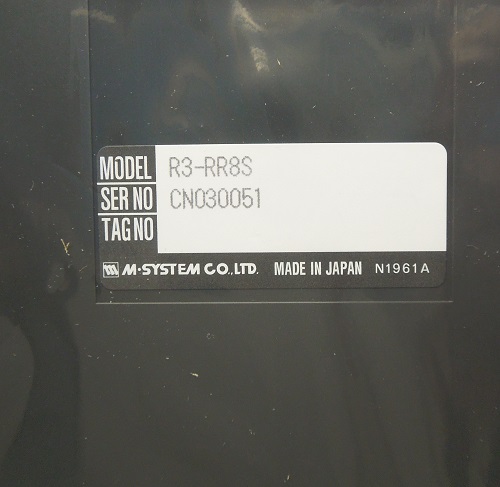 MODEL R3-RR8S
SER NO CN030051
TAG NO
M-SYSTEM CO.,LTD. MADE IN JAPAN N1961A